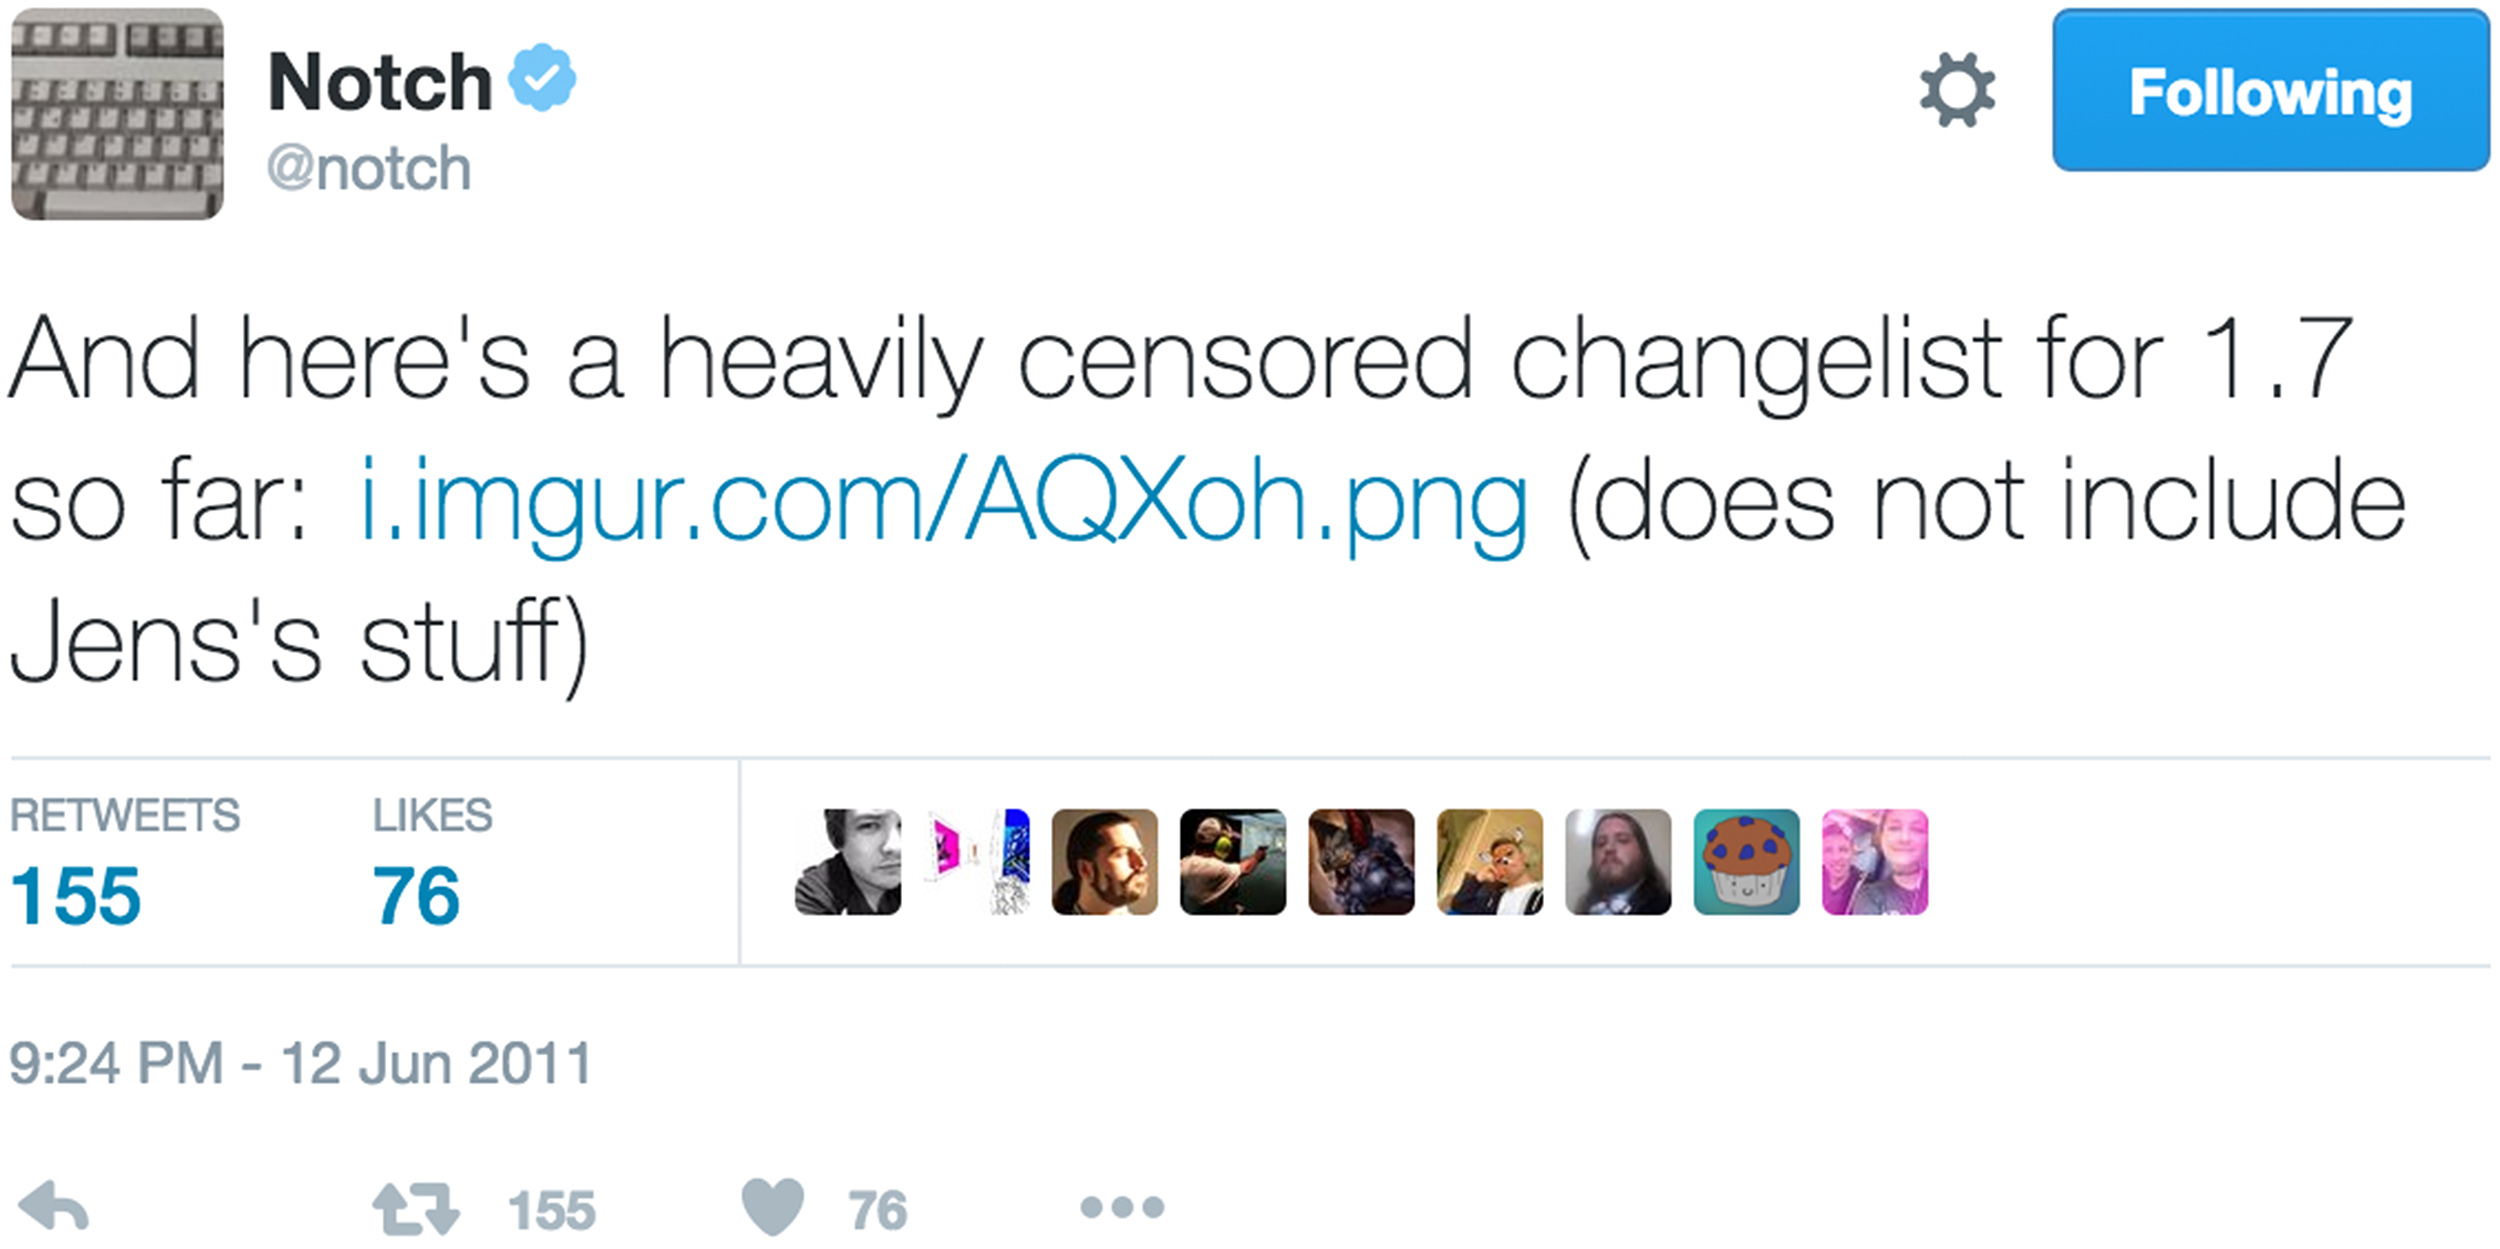 Notch
@notch
Following
And here's a heavily censored changelist for 1.7
so far: i.imgur.com/AQXoh.png (does not include
Jens's stuff)
RETWEETS LIKES
155 76
9:24 PM - 12 Jun 2011
155 76